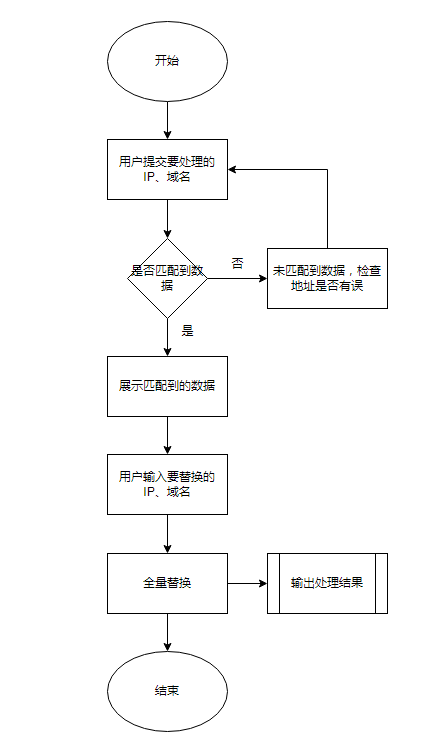 开始
用户提交要处理的
IP、域名
是否匹配到数
据
否
未匹配到数据，检查
地址是否有误
是
展示匹配到的数据
用户输入要替换的
IP、域名
全量替换
输出处理结果
结束